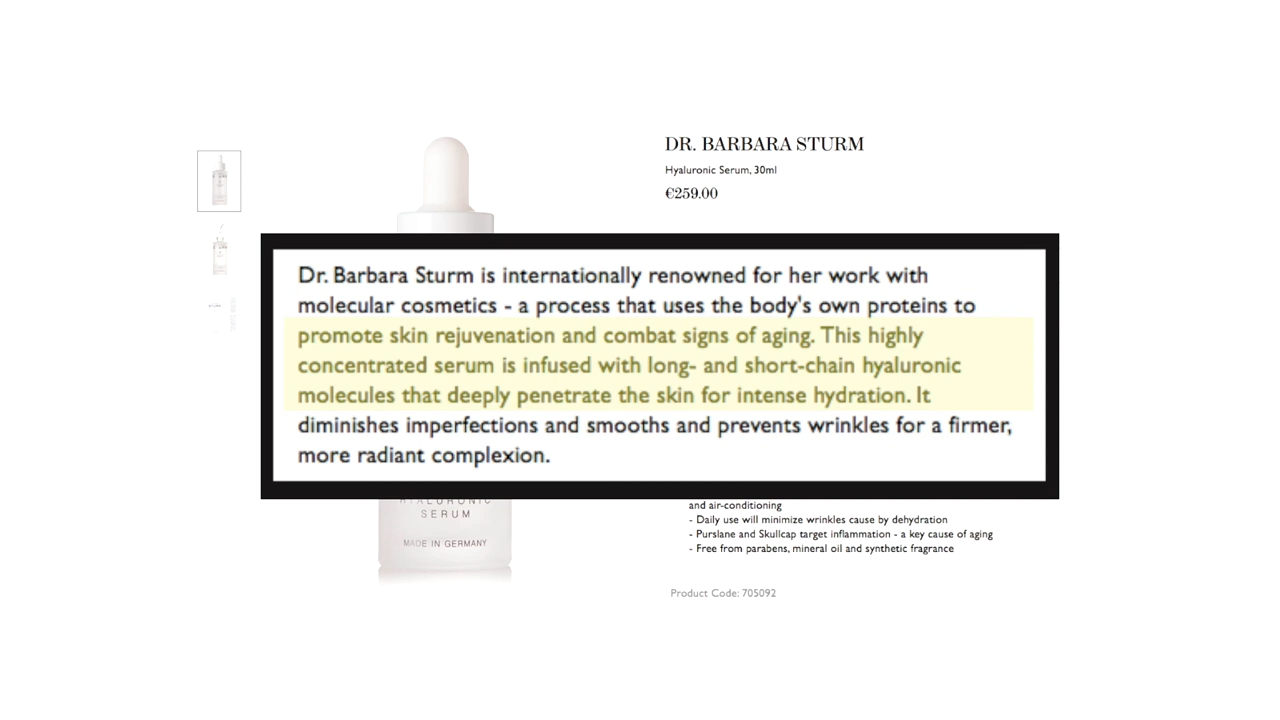 DR. BARBARA STURM
Hyaluronic Serum, 30ml
€259.00
Dr. Barbara Sturm is internationally renowned for her work with
molecular cosmetics - a process that uses the body's own proteins to
promote skin rejuvenation and combat signs of aging. This highly
concentrated serum is infused with long- and short-chain hyaluronic
molecules that deeply penetrate the skin for intense hydration. It
diminishes imperfections and smooths and prevents wrinkles for a firmer,
more radiant complexion.
HYALURONIC
SERUM
MADE IN GERMANY
and air-conditioning
- Daily use will minimize wrinkles cause by dehydration
- Purslane and Skullcap target inflammation - a key cause of aging
- Free from parabens, mineral oil and synthetic fragrance
Product Code: 705092